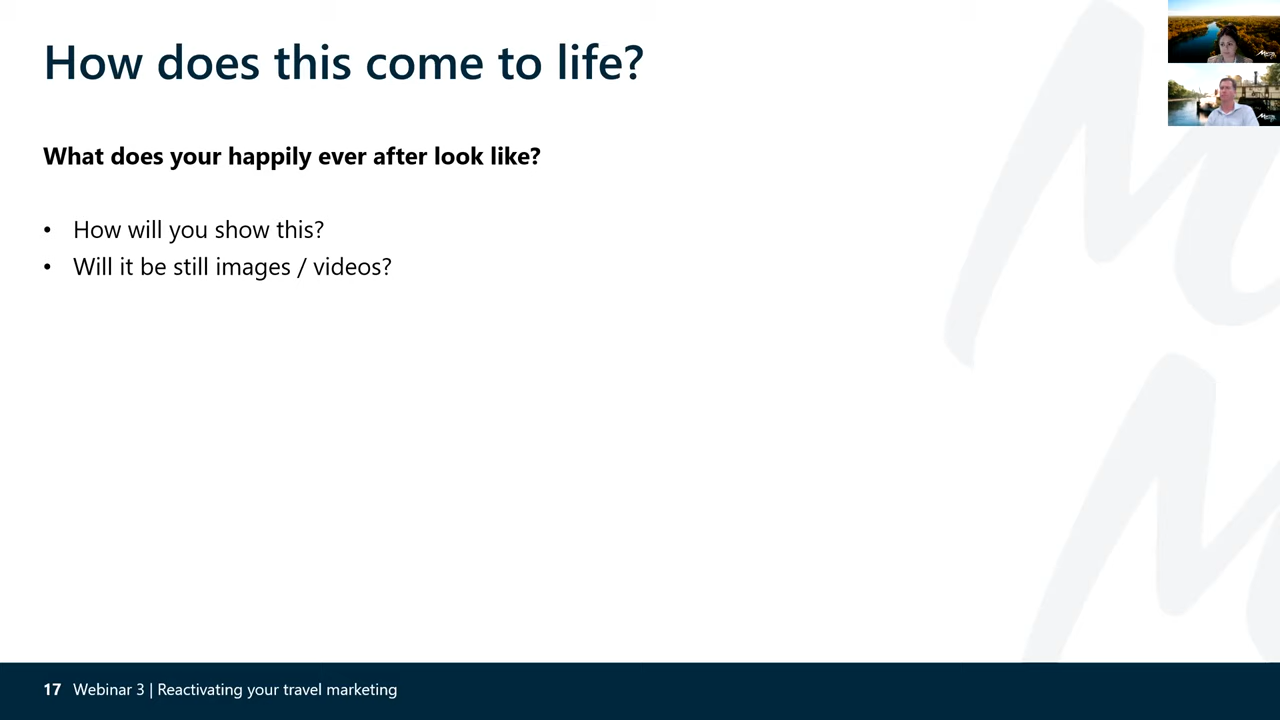 How does this come to life?
What does your happily ever after look like?
• How will you show this?
• Will it be still images / videos?
17 Webinar 3 | Reactivating your travel marketing